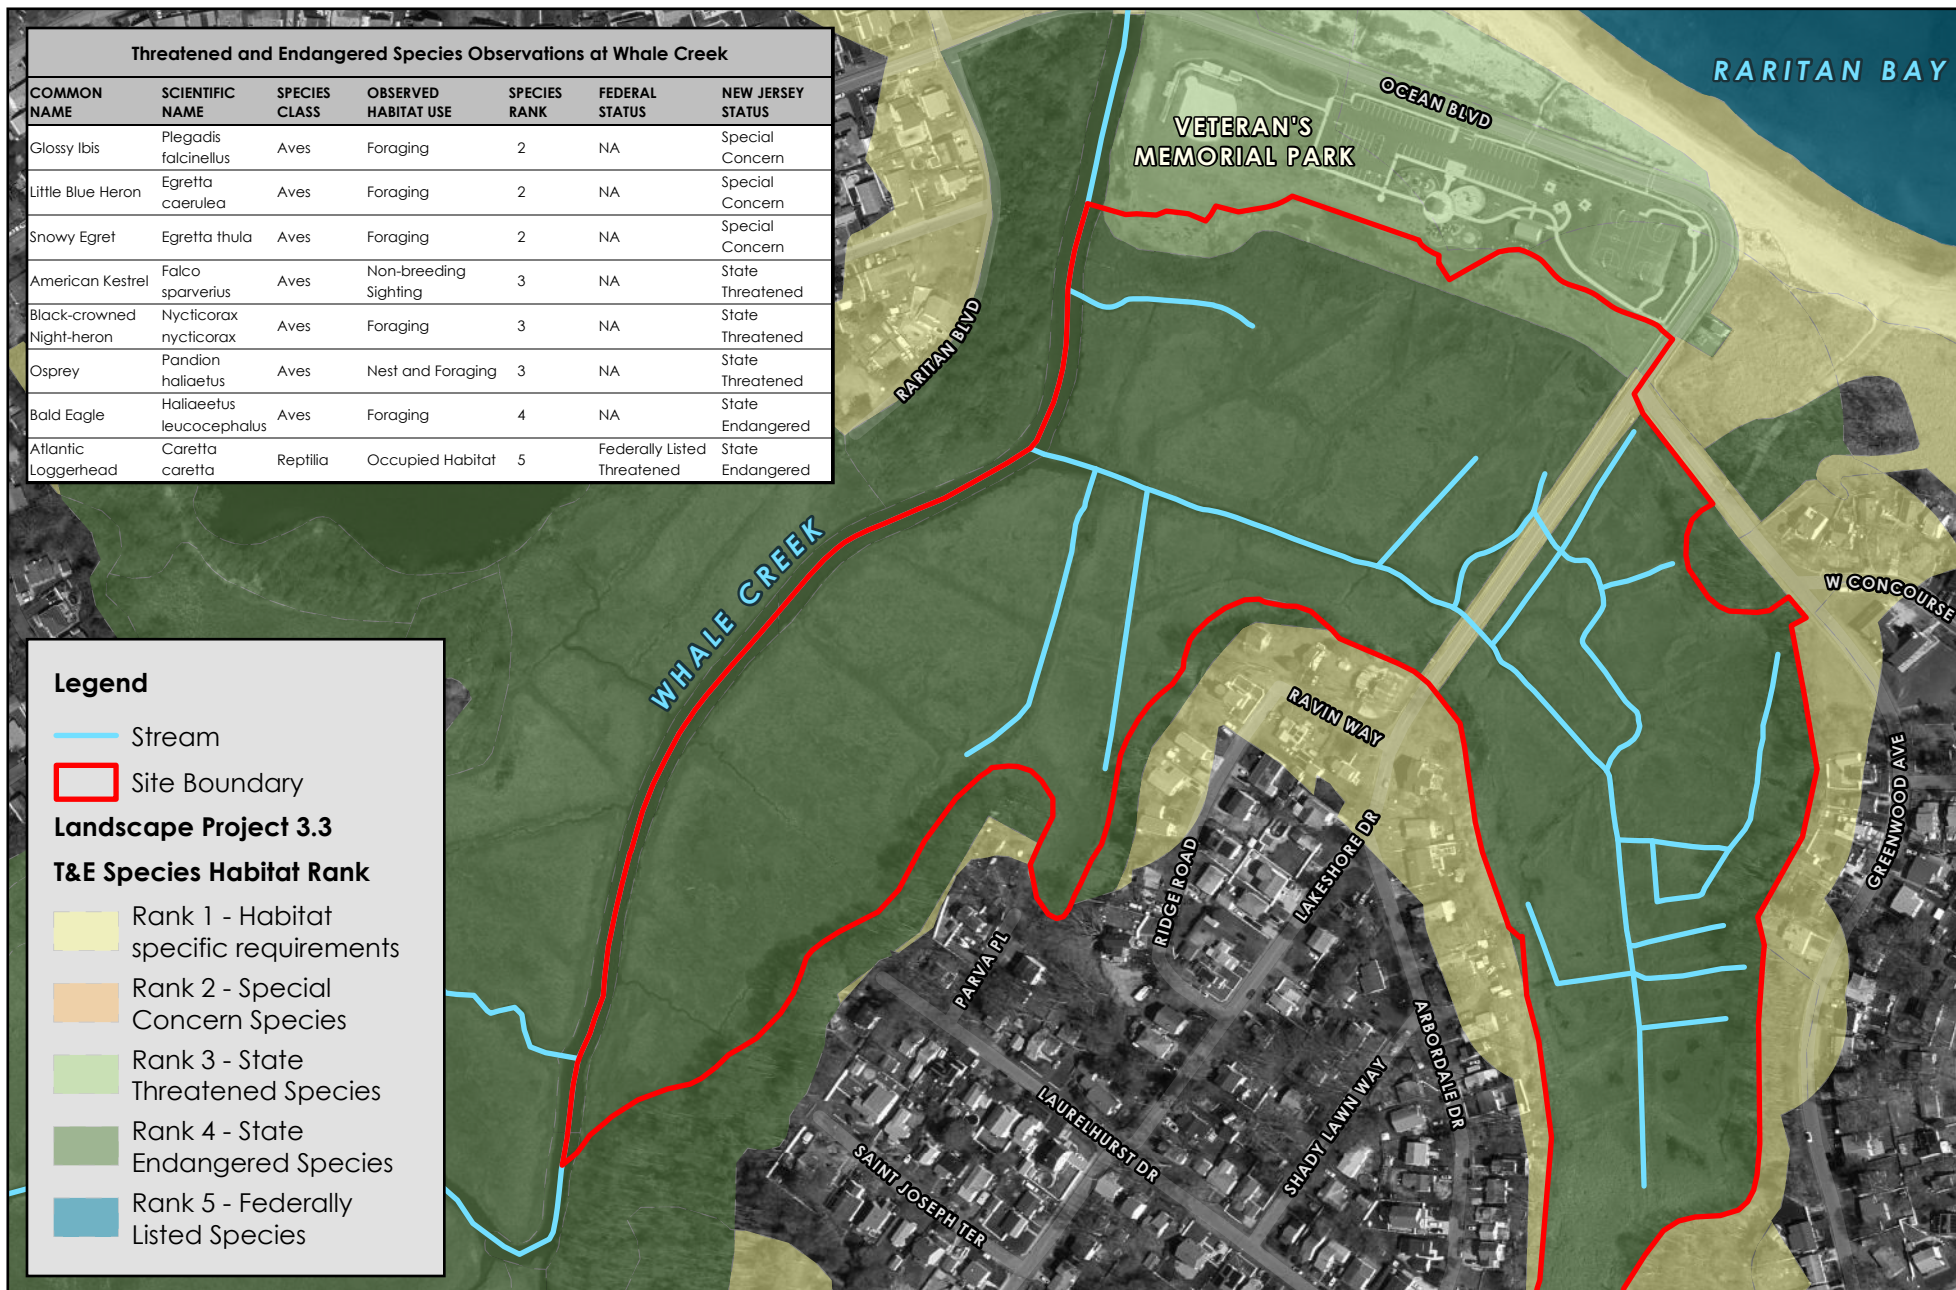 Threatened and Endangered Species Observations at Whale Creek
COMMON NAME SCIENTIFIC NAME SPECIES CLASS OBSERVED HABITAT USE SPECIES RANK FEDERAL STATUS NEW JERSEY STATUS
Glossy Ibis Plegadis falcinellus Aves Foraging 2 NA Special Concern
Little Blue Heron Egretta caerulea Aves Foraging 2 NA Special Concern
Snowy Egret Egretta thula Aves Foraging 2 NA Special Concern
American Kestrel Falco sparverius Aves Non-breeding Sighting 3 NA State Threatened
Black-crowned Night-heron Nycticorax nycticorax Aves Foraging 3 NA State Threatened
Osprey Pandion haliaetus Aves Nest and Foraging 3 NA State Threatened
Bald Eagle Haliaeetus leucocephalus Aves Foraging 4 NA State Endangered
Atlantic Loggerhead Caretta caretta Reptilia Occupied Habitat 5 Federally Listed Threatened State Endangered
RARITAN BAY
OCEAN BLVD
VETERAN'S
MEMORIAL PARK
RARITAN BLVD
WHALE CREEK
W CONCOURSE
RAVIN WAY
GREENWOOD AVE
LAKESHORE DR
RIDGE ROAD
PARVA PL
ARBORDALE DR
LAURELHURST DR
SHADY LAWN WAY
SAINT JOSEPH TER
Legend
Stream
Site Boundary
Landscape Project 3.3
T&E Species Habitat Rank
Rank 1 - Habitat
specific requirements
Rank 2 - Special
Concern Species
Rank 3 - State
Threatened Species
Rank 4 - State
Endangered Species
Rank 5 - Federally
Listed Species